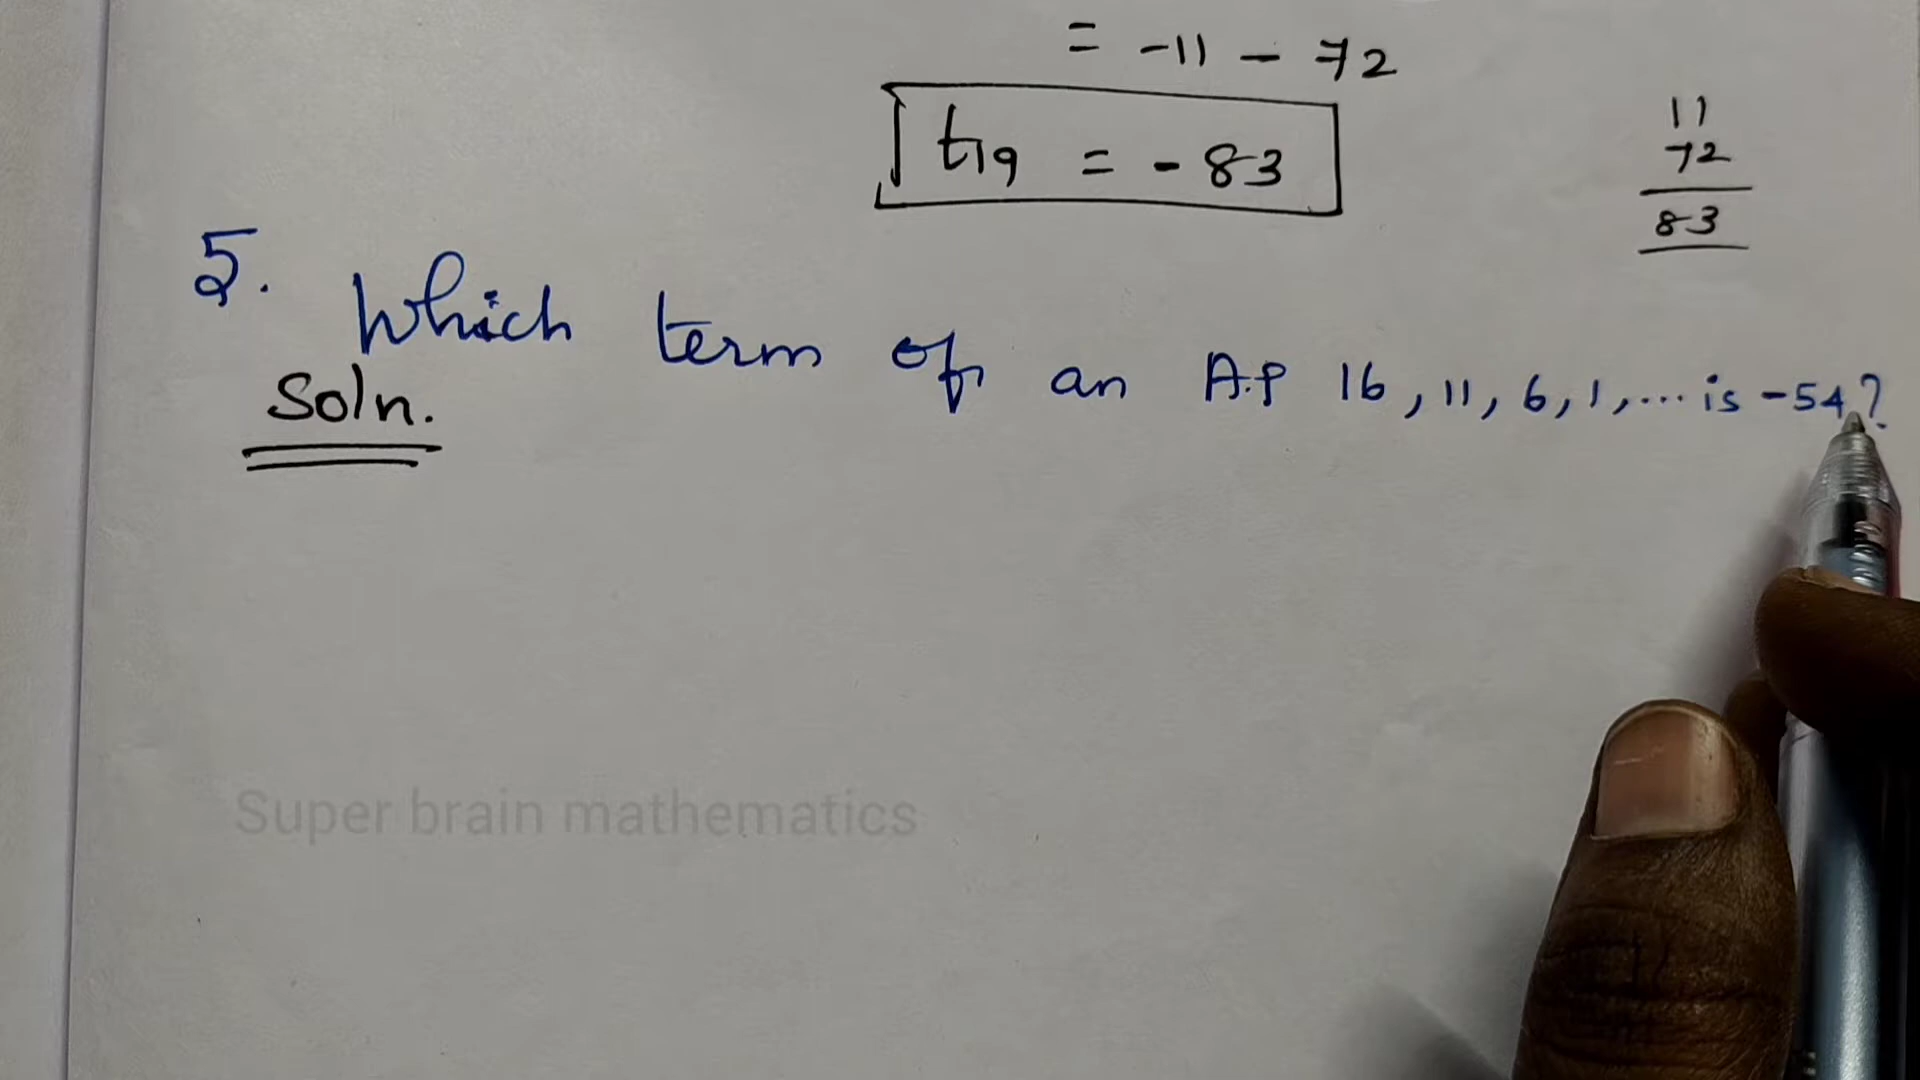 = -11 - 72
t19 = -83
11
72
83
5. Which term of an A.P 16, 11, 6, 1, ... is -54?
Soln.
Super brain mathematics